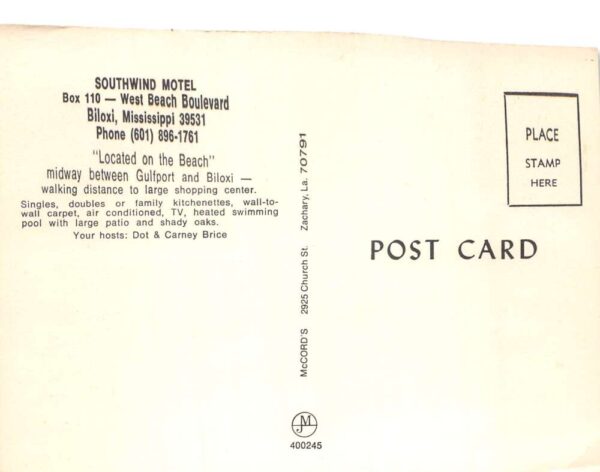 SOUTHWIND MOTEL
Box 110 — West Beach Boulevard
Biloxi, Mississippi 39531
Phone (601) 896-1761
"Located on the Beach"
midway between Gulfport and Biloxi —
walking distance to large shopping center.
Singles, doubles or family kitchenettes, wall-to-
wall carpet, air conditioned, TV, heated swimming
pool with large patio and shady oaks.
Your hosts: Dot & Carney Brice
McCORD'S 2925 Church St. Zachary, La. 70791
JM
400245
PLACE
STAMP
HERE
POST CARD